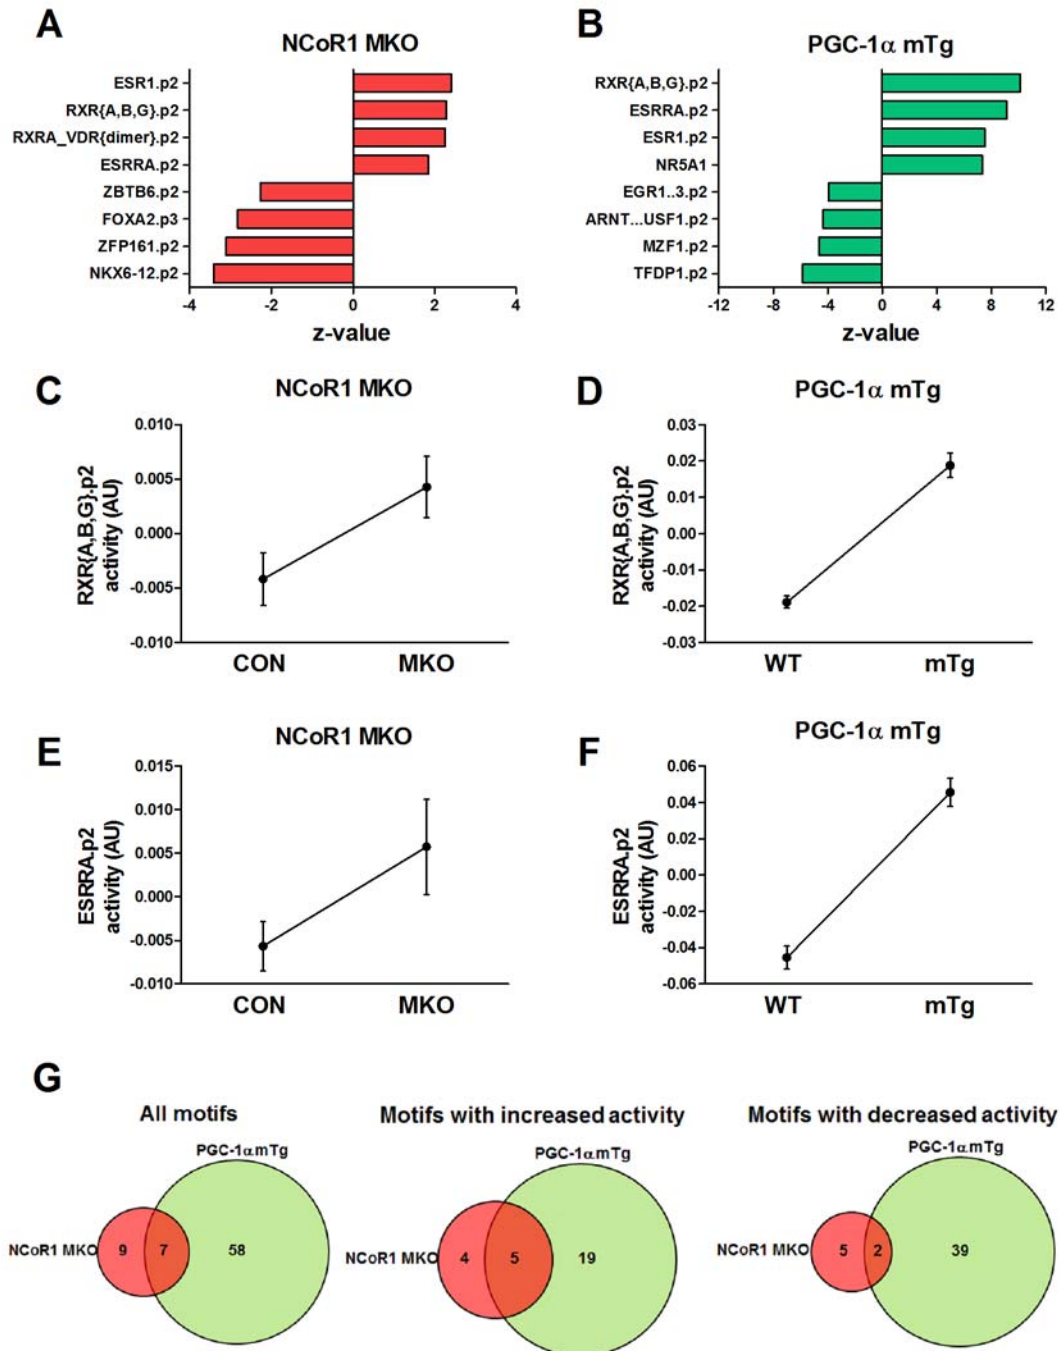 A
NCoR1 MKO
ESR1.p2
RXR{A,B,G}.p2
RXRA_VDR{dimer}.p2
ESRRA.p2
ZBTB6.p2
FOXA2.p3
ZFP161.p2
NKX6-12.p2
-4 -2 0 2 4
z-value
B
PGC-1α mTg
RXR{A,B,G}.p2
ESRRA.p2
ESR1.p2
NR5A1
EGR1..3.p2
ARNT...USF1.p2
MZF1.p2
TFDP1.p2
-12 -8 -4 0 4 8 12
z-value
C
NCoR1 MKO
RXR{A,B,G}.p2
activity (AU)
0.010
0.005
0.000
-0.005
-0.010
CON MKO
D
PGC-1α mTg
RXR{A,B,G}.p2
activity (AU)
0.03
0.02
0.01
0.00
-0.01
-0.02
-0.03
WT mTg
E
NCoR1 MKO
ESRRA.p2
activity (AU)
0.015
0.010
0.005
0.000
-0.005
-0.010
CON MKO
F
PGC-1α mTg
ESRRA.p2
activity (AU)
0.06
0.04
0.02
0.00
-0.02
-0.04
-0.06
WT mTg
G
All motifs
PGC-1α mTg
NCoR1 MKO 9 7 58
Motifs with increased activity
PGC-1α mTg
NCoR1 MKO 4 5 19
Motifs with decreased activity
PGC-1α mTg
NCoR1 MKO 5 2 39